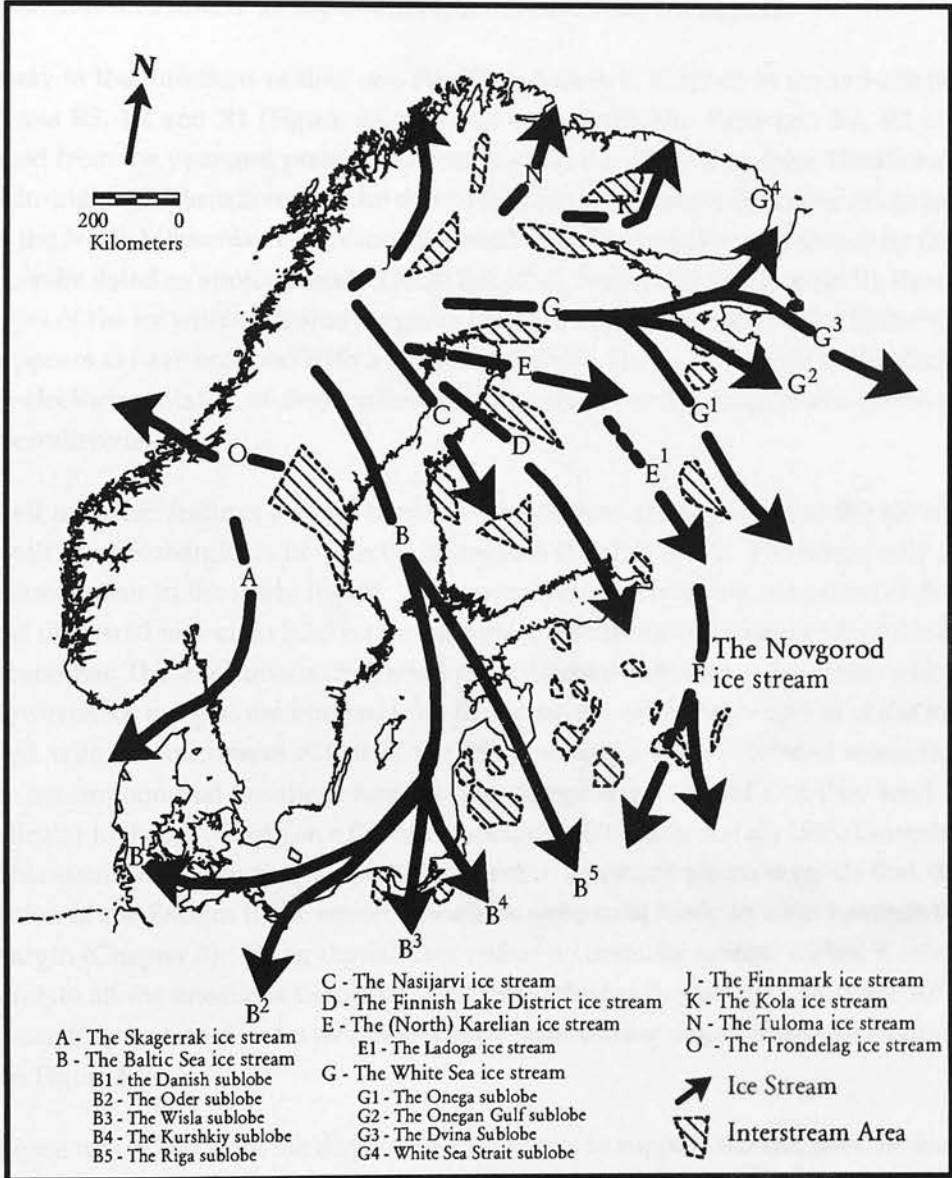 N
200 0
Kilometers
N
G⁴
G
G³
E
G²
C
G¹
D
E¹
O
B
A
The Novgorod
F
ice stream
B¹
B⁵
B⁴
B³
B²
A - The Skagerrak ice stream
B - The Baltic Sea ice stream
B1 - the Danish sublobe
B2 - The Oder sublobe
B3 - The Wisla sublobe
B4 - The Kurshkiy sublobe
B5 - The Riga sublobe
C - The Nasijarvi ice stream
D - The Finnish Lake District ice stream
E - The (North) Karelian ice stream
E1 - The Ladoga ice stream
G - The White Sea ice stream
G1 - The Onega sublobe
G2 - The Onegan Gulf sublobe
G3 - The Dvina Sublobe
G4 - White Sea Strait sublobe
J - The Finnmark ice stream
K - The Kola ice stream
N - The Tuloma ice stream
O - The Trondelag ice stream
Ice Stream
Interstream Area